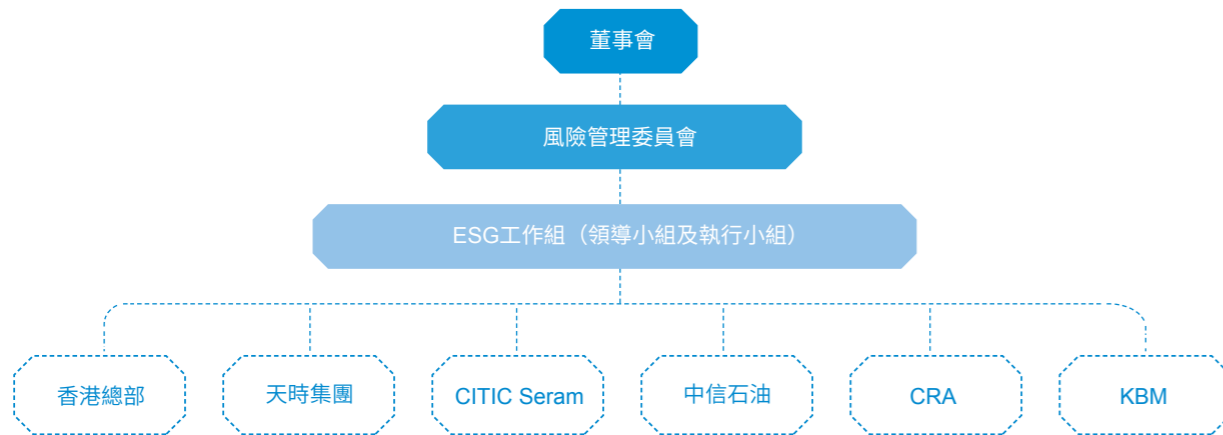 董事會
風險管理委員會
ESG工作組（領導小組及執行小組）
香港總部
天時集團
CITIC Seram
中信石油
CRA
KBM